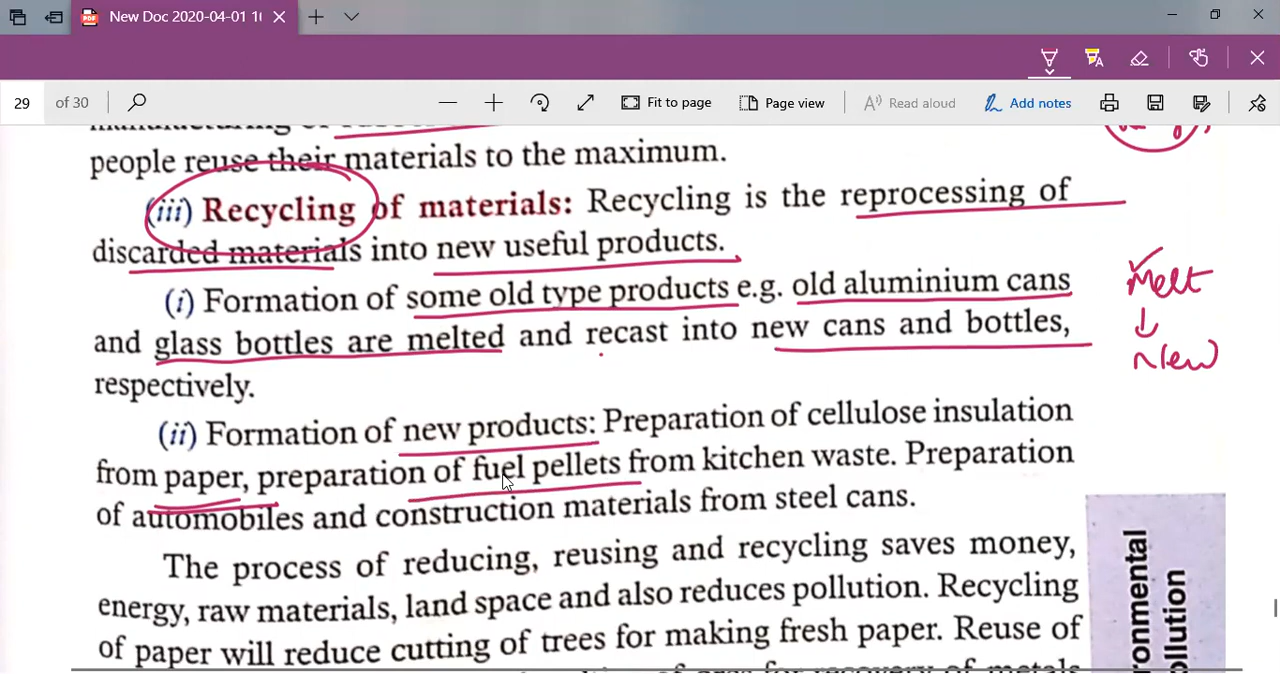 New Doc 2020-04-01 1
29 of 30
Fit to page
Page view
Read aloud
Add notes
people reuse their materials to the maximum.
(iii) Recycling of materials: Recycling is the reprocessing of
discarded materials into new useful products.
(i) Formation of some old type products e.g. old aluminium cans
and glass bottles are melted and recast into new cans and bottles,
respectively.
Melt
New
(ii) Formation of new products: Preparation of cellulose insulation
from paper, preparation of fuel pellets from kitchen waste. Preparation
of automobiles and construction materials from steel cans.
The process of reducing, reusing and recycling saves money,
energy, raw materials, land space and also reduces pollution. Recycling
of paper will reduce cutting of trees for making fresh paper. Reuse of